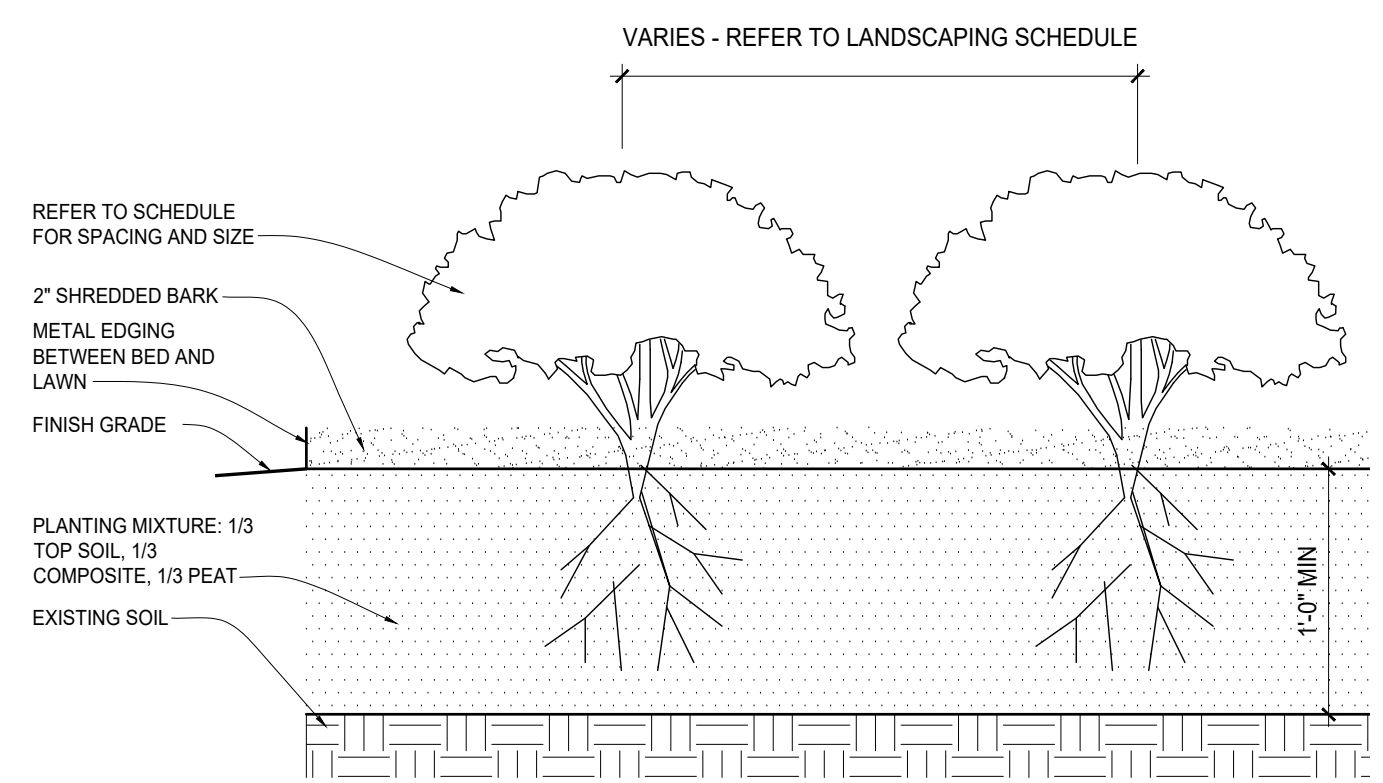 VARIES - REFER TO LANDSCAPING SCHEDULE
REFER TO SCHEDULE
FOR SPACING AND SIZE
2" SHREDDED BARK
METAL EDGING
BETWEEN BED AND
LAWN
FINISH GRADE
PLANTING MIXTURE: 1/3
TOP SOIL, 1/3
COMPOSITE, 1/3 PEAT
EXISTING SOIL
1'-0" MIN